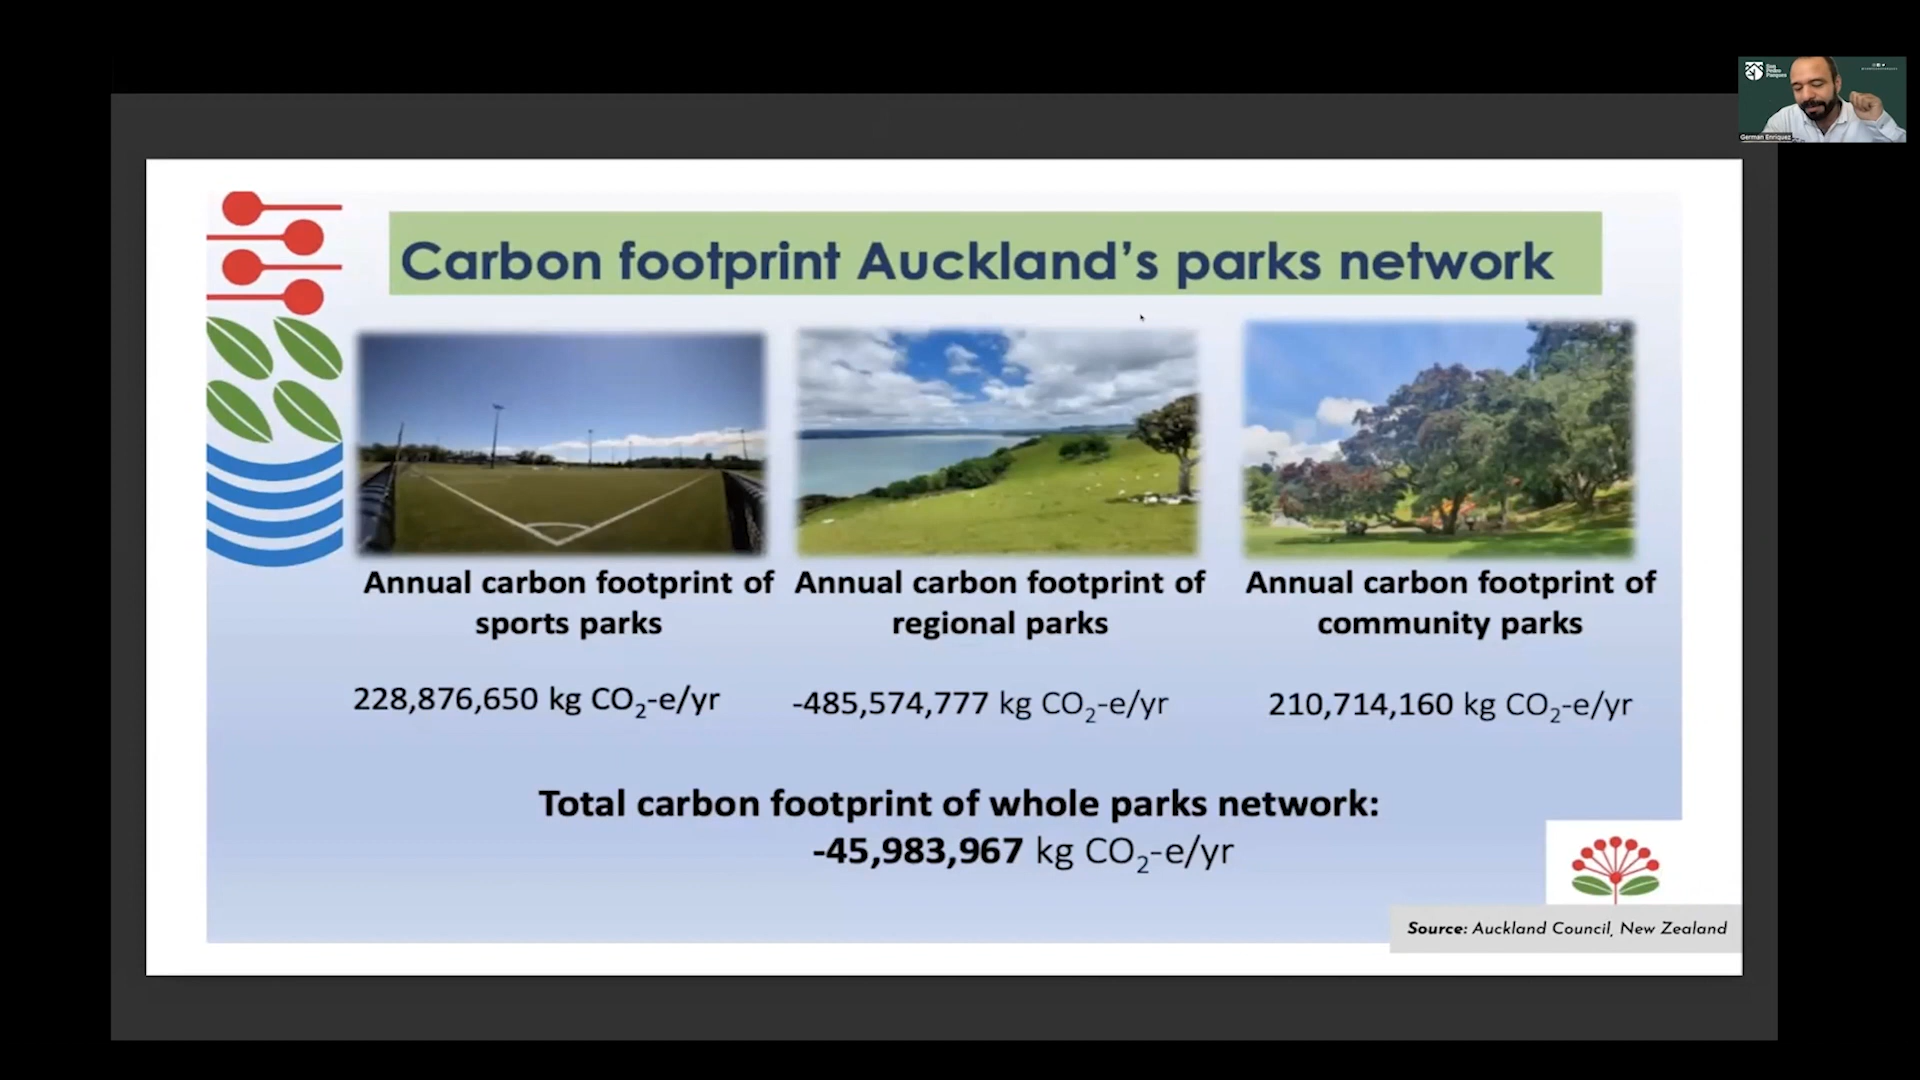 San
Pedro
Parques
German Enriquez
Carbon footprint Auckland's parks network
Annual carbon footprint of
sports parks
228,876,650 kg CO₂-e/yr
Annual carbon footprint of
regional parks
-485,574,777 kg CO₂-e/yr
Annual carbon footprint of
community parks
210,714,160 kg CO₂-e/yr
Total carbon footprint of whole parks network:
-45,983,967 kg CO₂-e/yr
Source: Auckland Council, New Zealand